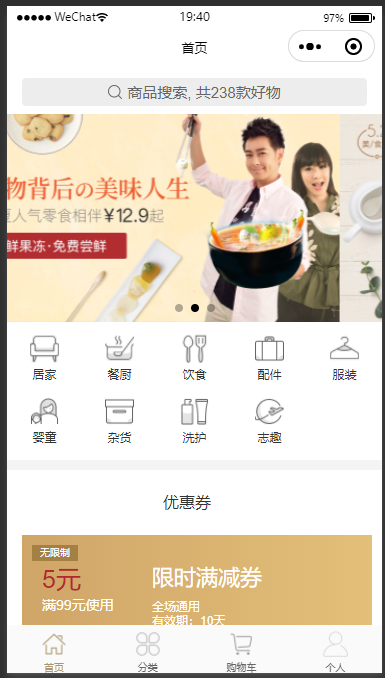 WeChat 19:40 97%
首页
商品搜索, 共238款好物
物背后の美味人生
人气零食相伴¥12.9起
鲜果冻·免费尝鲜
居家 餐厨 饮食 配件 服装
婴童 杂货 洗护 志趣
优惠券
无限制
5元 限时满减券
满99元使用 全场通用
有效期：10天
首页 分类 购物车 个人